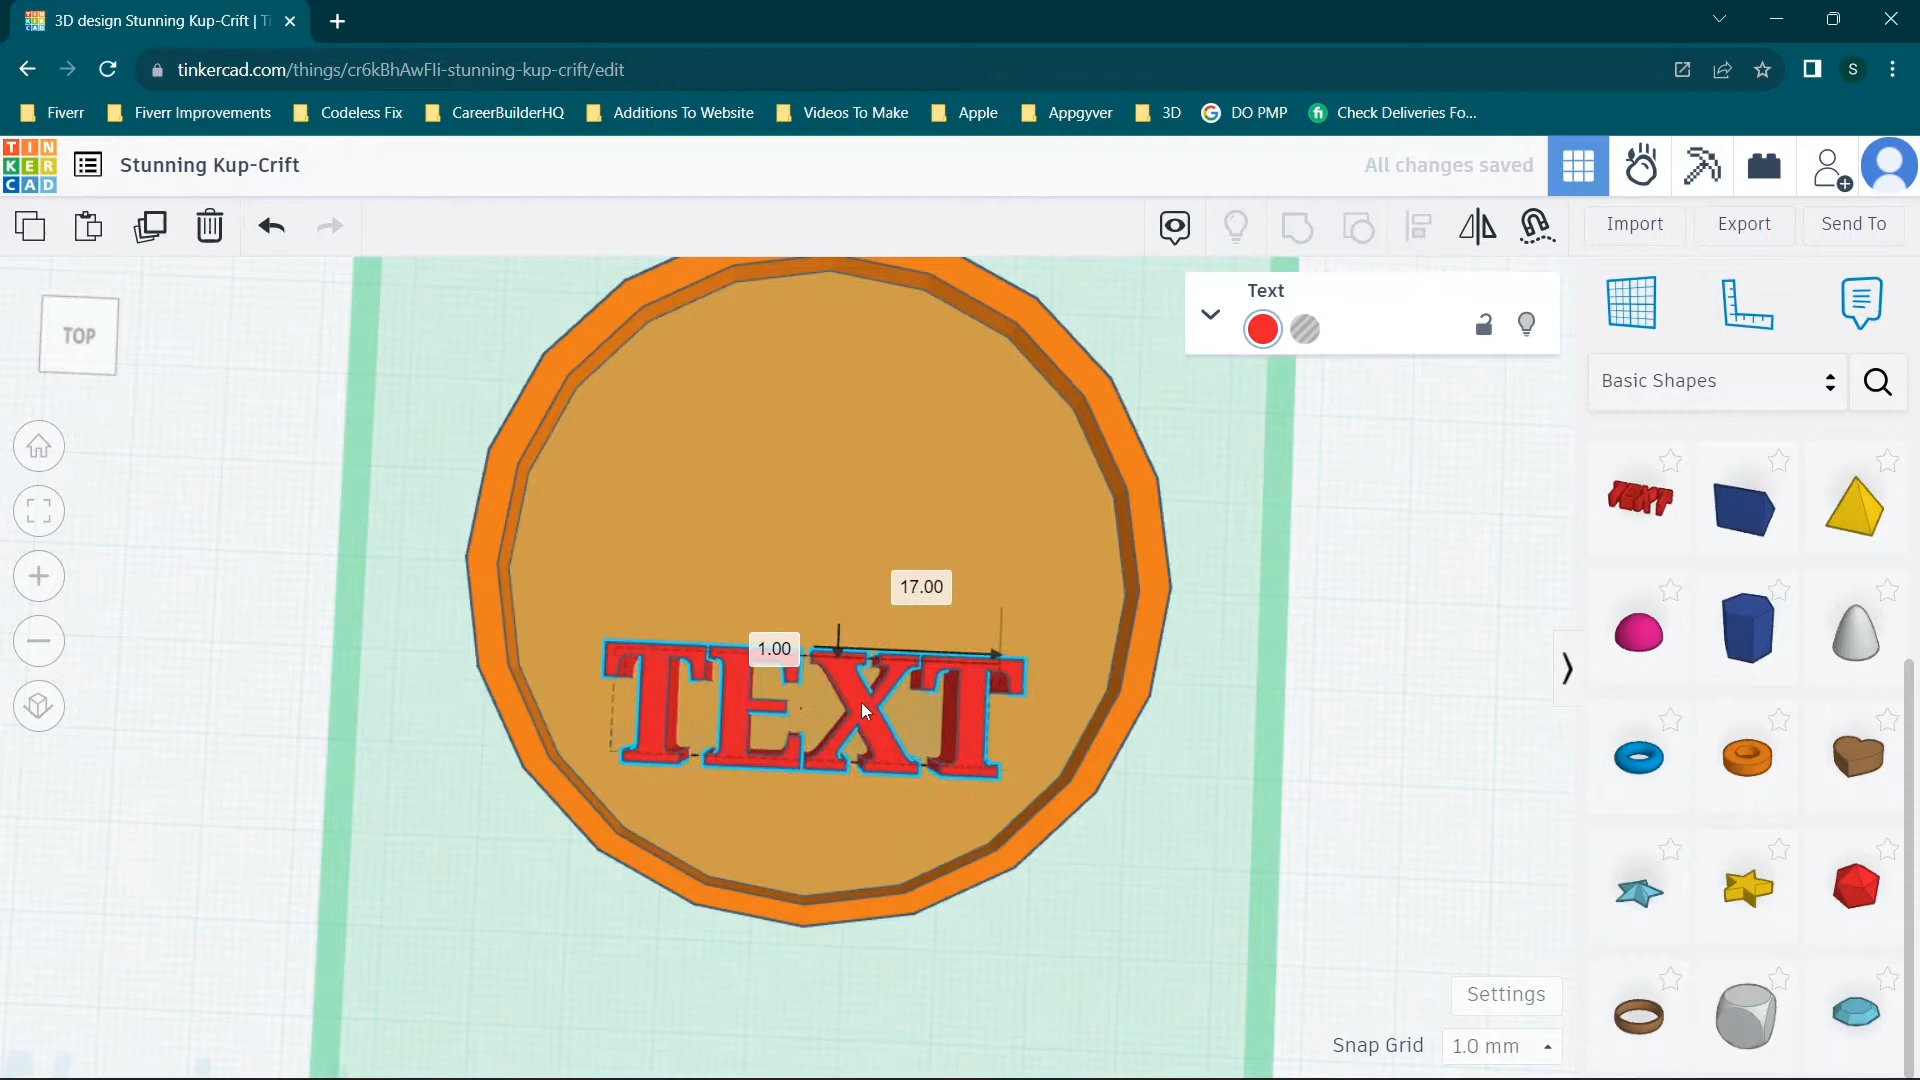 3D design Stunning Kup-Crift | Ti
tinkercad.com/things/cr6kBhAwFli-stunning-kup-crift/edit
S
Fiverr
Fiverr Improvements
Codeless Fix
CareerBuilderHQ
Additions To Website
Videos To Make
Apple
Appgyver
3D
DO PMP
Check Deliveries Fo...
TIN
KER
CAD
Stunning Kup-Crift
All changes saved
Import
Export
Send To
Text
TOP
Basic Shapes
TEXT
17.00
1.00
TEXT
Settings
Snap Grid
1.0 mm